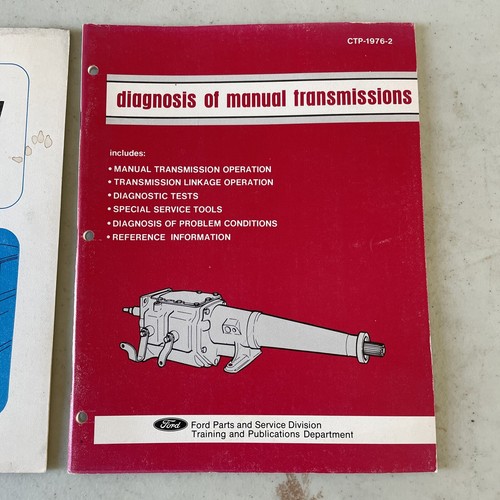 CTP-1976-2
diagnosis of manual transmissions
includes:
• MANUAL TRANSMISSION OPERATION
• TRANSMISSION LINKAGE OPERATION
• DIAGNOSTIC TESTS
• SPECIAL SERVICE TOOLS
• DIAGNOSIS OF PROBLEM CONDITIONS
• REFERENCE INFORMATION
Ford Ford Parts and Service Division
Training and Publications Department